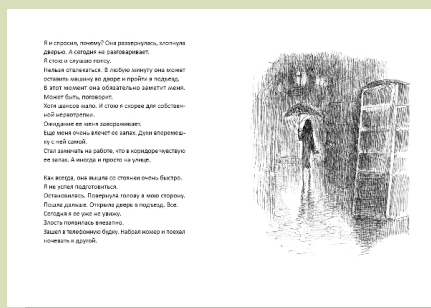 Я и спросил, почему? Она развернулась, хлопнула
дверью. А сегодня не разговаривает.
Я стою и слушаю попсу.
Нельзя отвлекаться. В любую минуту она может
оставить машину во дворе и пройти в подъезд.
В этот момент она обязательно заметит меня.
Может быть, поговорит.
Хотя шансов мало. И стою я скорее для собствен-
ной нервотрепки.
Ожидание ее меня завораживает.
Еще меня очень влечет ее запах. Духи вперемеш-
ку с ней самой.
Стал замечать на работе, что в коридоре чувствую
ее запах. А иногда и просто на улице.
Как всегда, она вышла со стоянки очень быстро.
Я не успел подготовиться.
Остановилась. Повернула голову в мою сторону.
Пошла дальше. Открыла дверь в подъезд. Все.
Сегодня я ее уже не увижу.
Злость появилась внезапно.
Зашел в телефонную будку. Набрал номер и поехал
ночевать к другой.